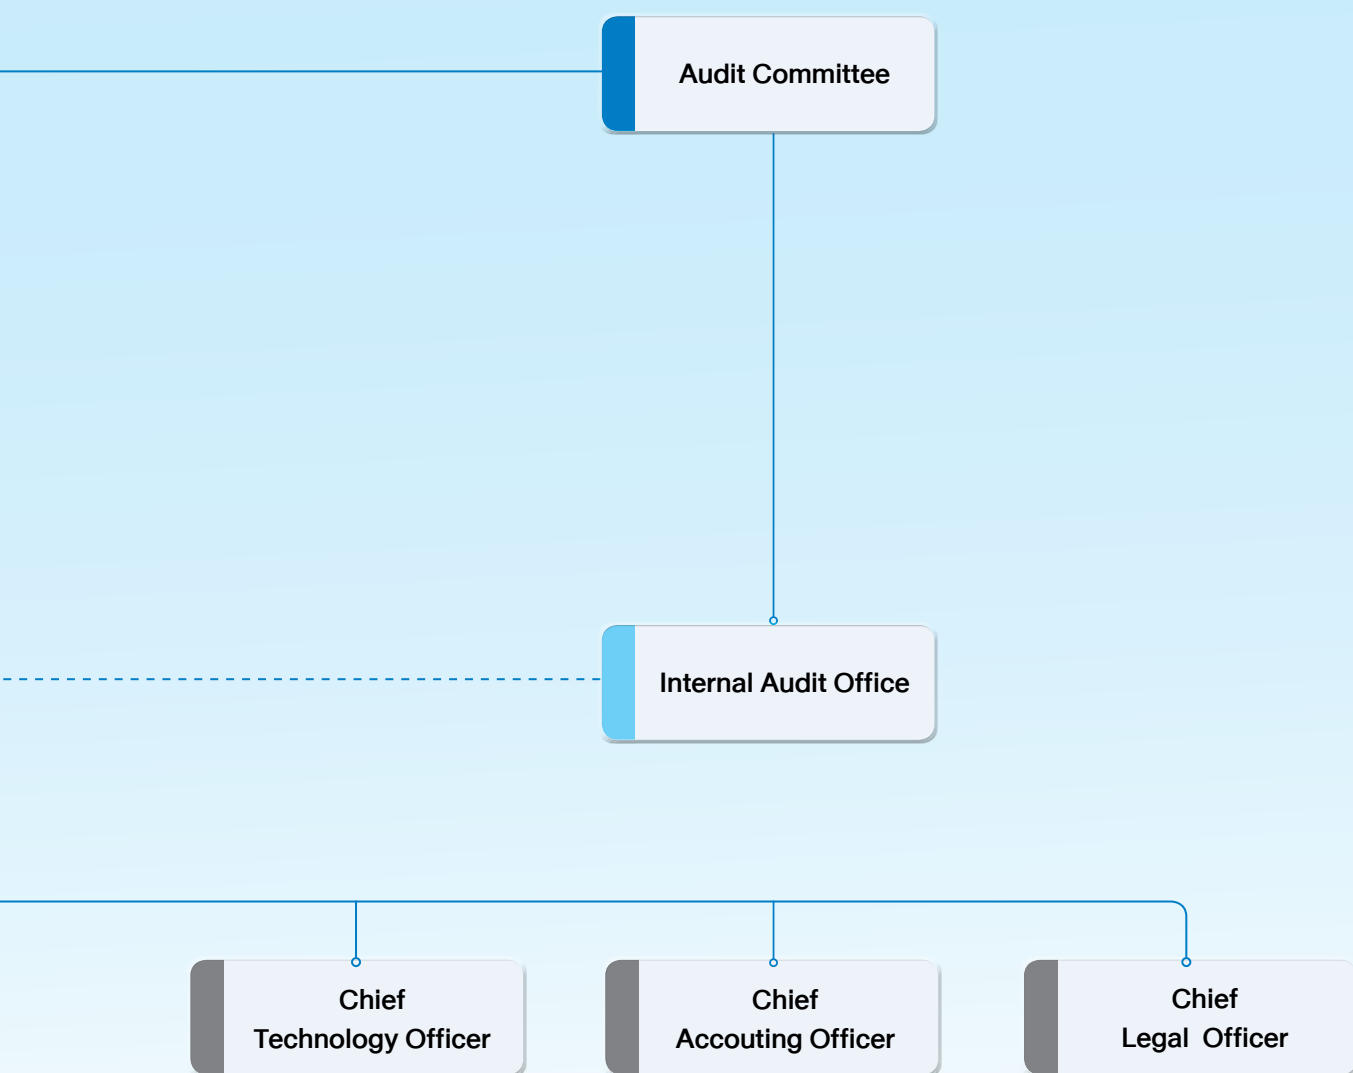 Audit Committee
Internal Audit Office
Chief
Technology Officer
Chief
Accouting Officer
Chief
Legal Officer